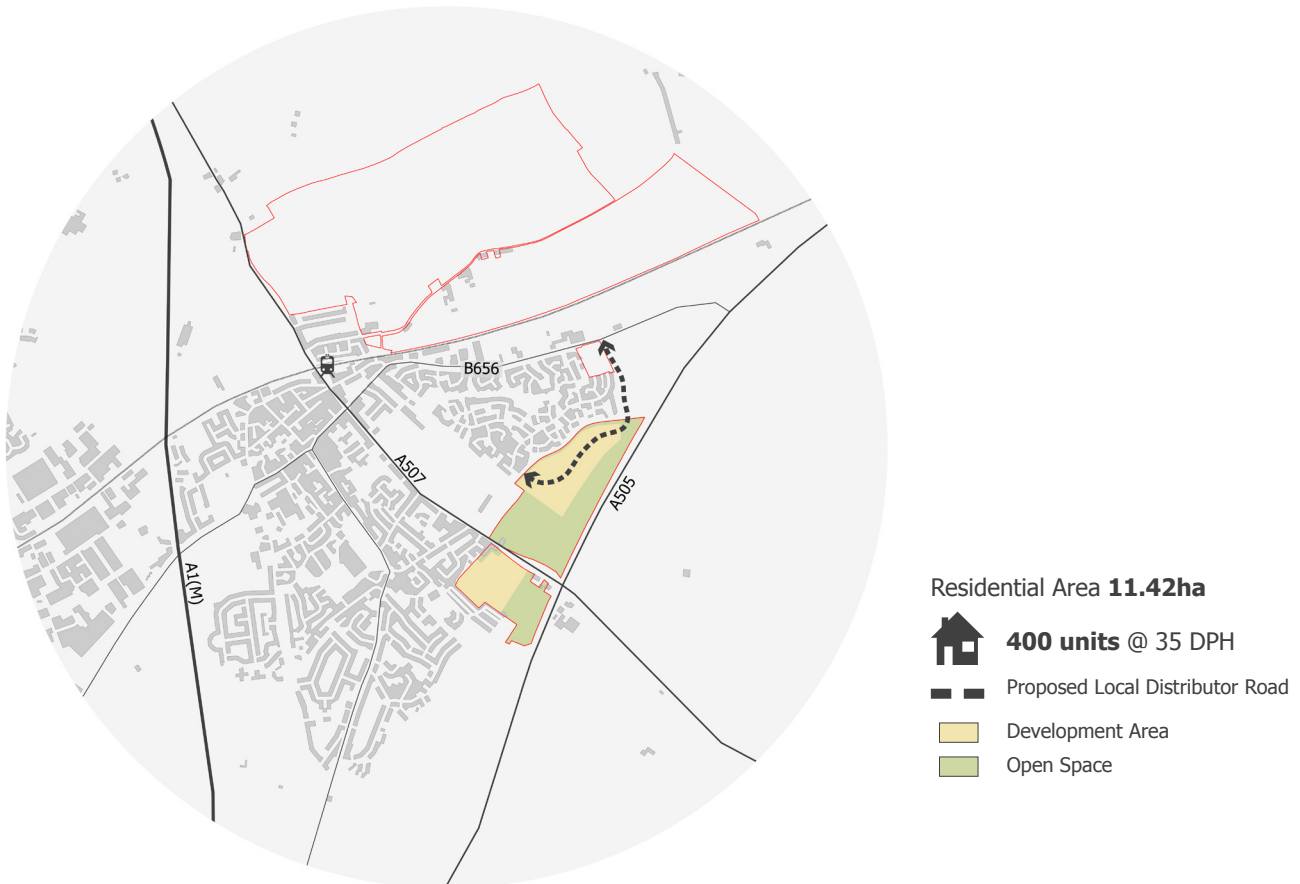 B656
A507
A505
A1(M)
Residential Area 11.42ha
400 units @ 35 DPH
Proposed Local Distributor Road
Development Area
Open Space